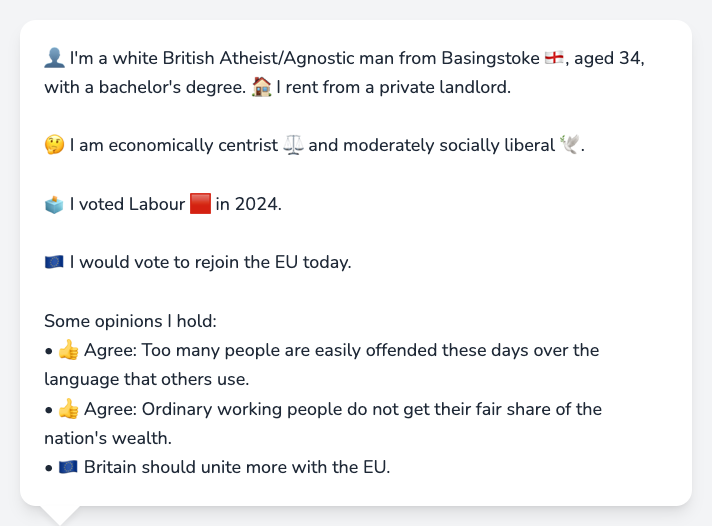 👤 I'm a white British Atheist/Agnostic man from Basingstoke 🏴󠁧󠁢󠁥󠁮󠁧󠁿, aged 34,
with a bachelor's degree. 🏠 I rent from a private landlord.
🤔 I am economically centrist ⚖️ and moderately socially liberal 🕊️.
🗳️ I voted Labour 🟥 in 2024.
🇪🇺 I would vote to rejoin the EU today.
Some opinions I hold:
• 👍 Agree: Too many people are easily offended these days over the
language that others use.
• 👍 Agree: Ordinary working people do not get their fair share of the
nation's wealth.
• 🇪🇺 Britain should unite more with the EU.